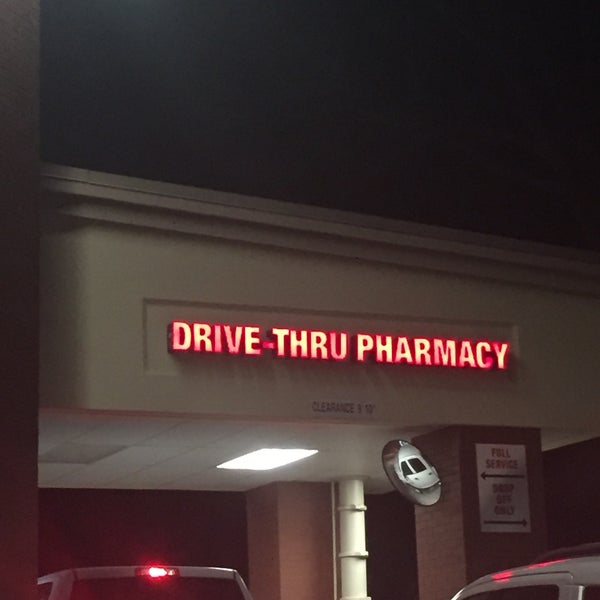 DRIVE-THRU PHARMACY
CLEARANCE 9' 10"
FULL
SERVICE
DROP
OFF
ONLY